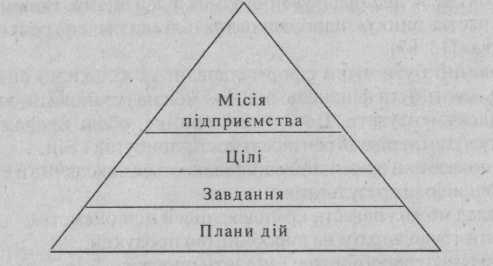 Місія
підприємства
Цілі
Завдання
Плани дій